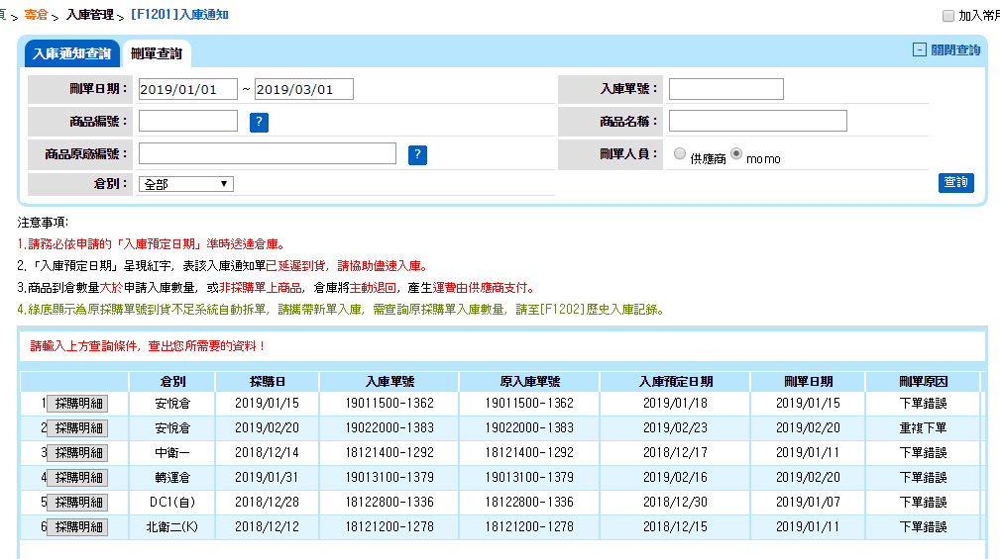 頁 > 寄倉 > 入庫管理 > [F1201]入庫通知
加入常用
入庫通知查詢 刪單查詢
- 關閉查詢
刪單日期： 2019/01/01 ~ 2019/03/01 入庫單號：
商品編號： ? 商品名稱：
商品原廠編號： ? 刪單人員： 供應商 momo
倉別： 全部 ▼ 查詢
注意事項：
1.請務必依申請的「入庫預定日期」準時送達倉庫。
2.「入庫預定日期」呈現紅字，表該入庫通知單已延遲到貨，請協助儘速入庫。
3.商品到倉數量大於申請入庫數量，或非採購單上商品，倉庫將主動退回，產生運費由供應商支付。
4.綠底顯示為原採購單號到貨不足系統自動拆單，請攜帶新單入庫，需查詢原採購單入庫數量，請至[F1202]歷史入庫記錄。
請輸入上方查詢條件，查出您所需要的資料！
倉別 採購日 入庫單號 原入庫單號 入庫預定日期 刪單日期 刪單原因
1 採購明細 安悅倉 2019/01/15 19011500-1362 19011500-1362 2019/01/18 2019/01/15 下單錯誤
2 採購明細 安悅倉 2019/02/20 19022000-1383 19022000-1383 2019/02/23 2019/02/20 重複下單
3 採購明細 中衛一 2018/12/14 18121400-1292 18121400-1292 2018/12/17 2019/01/11 下單錯誤
4 採購明細 轉運倉 2019/01/31 19013100-1379 19013100-1379 2019/02/16 2019/02/20 下單錯誤
5 採購明細 DC1(自) 2018/12/28 18122800-1336 18122800-1336 2018/12/30 2019/01/07 下單錯誤
6 採購明細 北衛二(K) 2018/12/12 18121200-1278 18121200-1278 2018/12/15 2019/01/11 下單錯誤